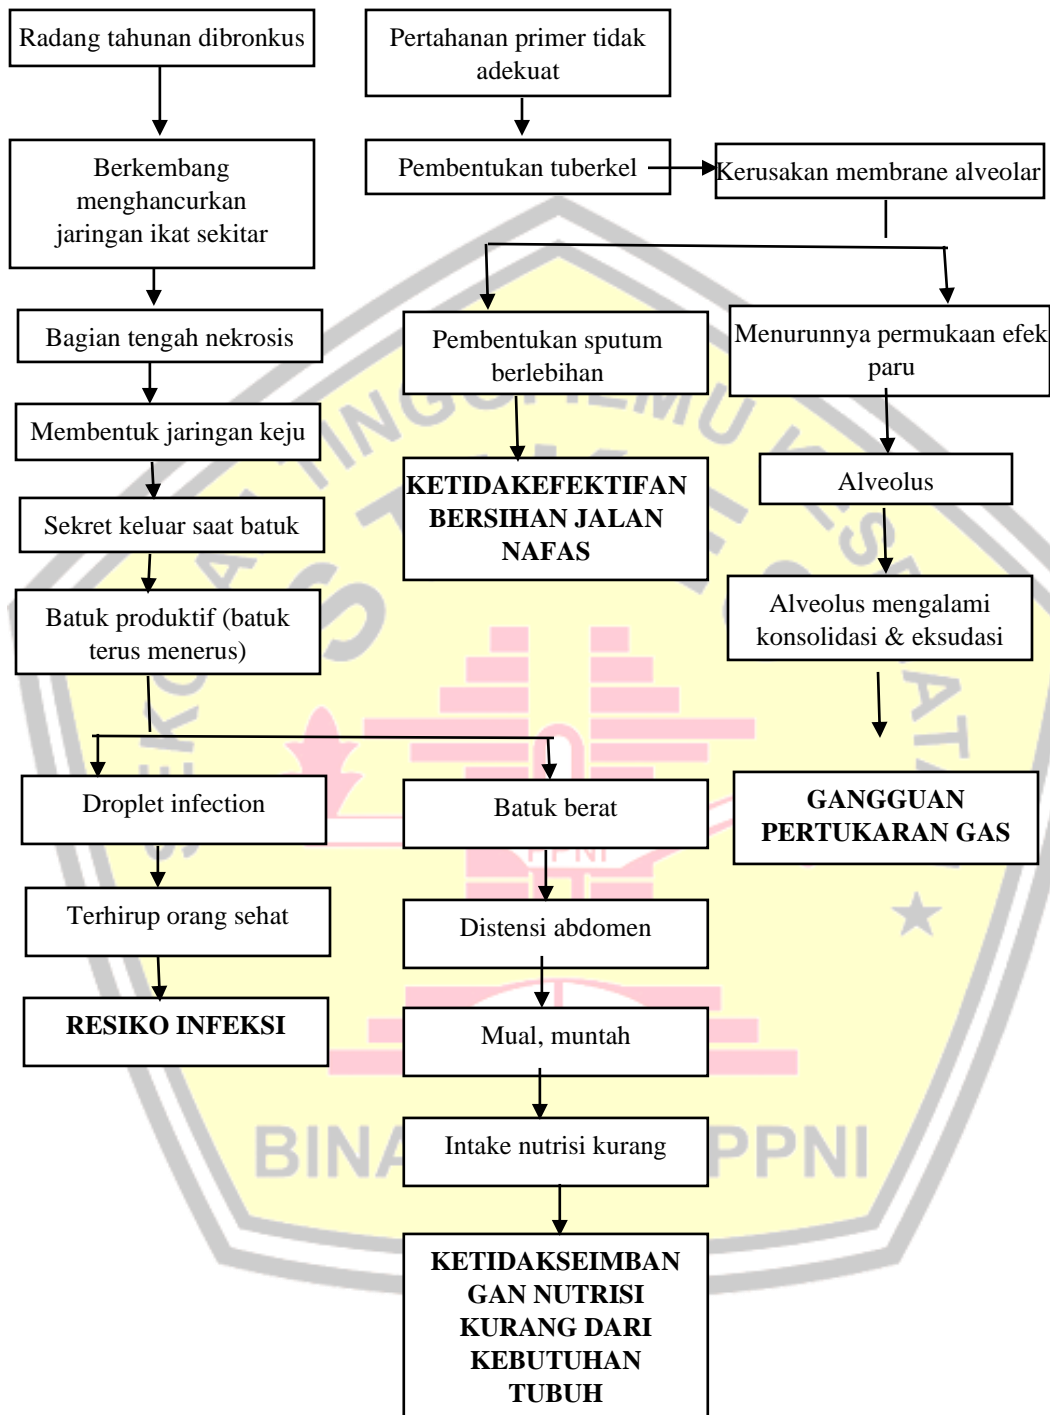 Radang tahunan dibronkus
Pertahanan primer tidak
adekuat
Berkembang
menghancurkan
jaringan ikat sekitar
Pembentukan tuberkel
Kerusakan membrane alveolar
Bagian tengah nekrosis
Pembentukan sputum
berlebihan
Menurunnya permukaan efek
paru
Membentuk jaringan keju
KETIDAKEFEKTIFAN
BERSIHAN JALAN
NAFAS
Alveolus
Sekret keluar saat batuk
Batuk produktif (batuk
terus menerus)
Alveolus mengalami
konsolidasi & eksudasi
Droplet infection
Batuk berat
GANGGUAN
PERTUKARAN GAS
PPNI
Terhirup orang sehat
Distensi abdomen
RESIKO INFEKSI
Mual, muntah
Intake nutrisi kurang
BINA PPNI
KETIDAKSEIMBAN
GAN NUTRISI
KURANG DARI
KEBUTUHAN
TUBUH